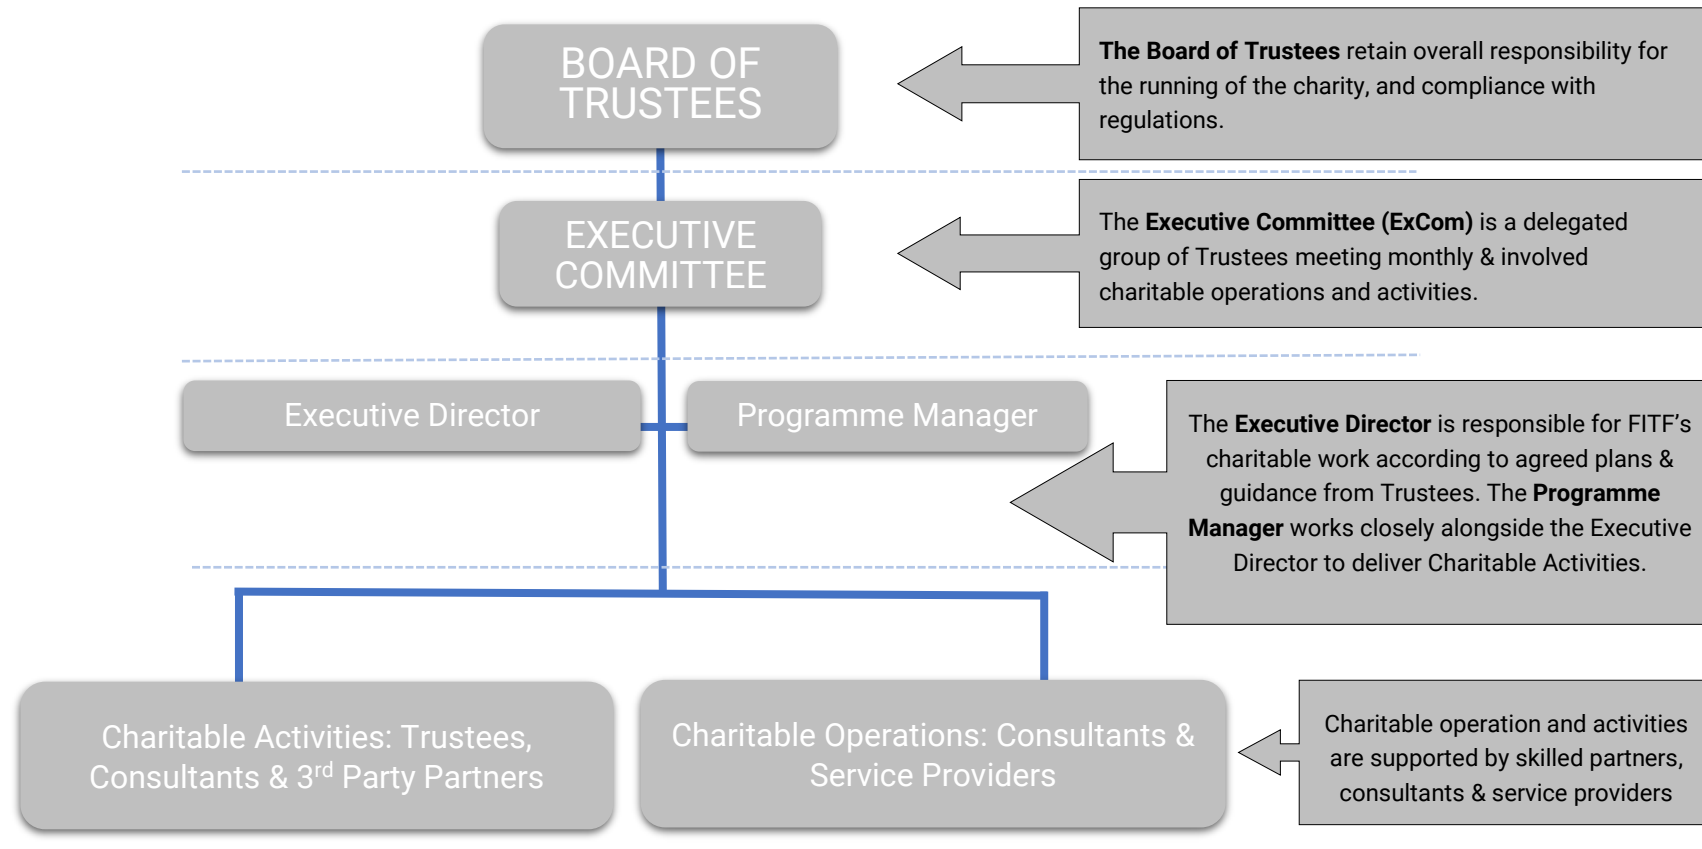 BOARD OF
TRUSTEES
The Board of Trustees retain overall responsibility for
the running of the charity, and compliance with
regulations.
EXECUTIVE
COMMITTEE
The Executive Committee (ExCom) is a delegated
group of Trustees meeting monthly & involved
charitable operations and activities.
Executive Director
Programme Manager
The Executive Director is responsible for FITF’s
charitable work according to agreed plans &
guidance from Trustees. The Programme
Manager works closely alongside the Executive
Director to deliver Charitable Activities.
Charitable Activities: Trustees,
Consultants & 3rd Party Partners
Charitable Operations: Consultants &
Service Providers
Charitable operation and activities
are supported by skilled partners,
consultants & service providers